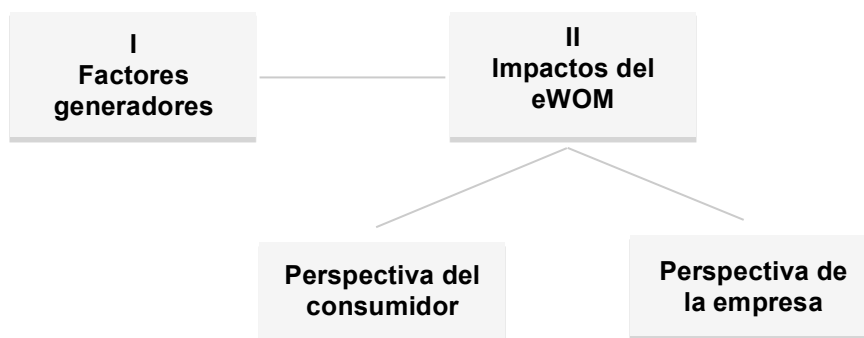 I
Factores
generadores
II
Impactos del
eWOM
Perspectiva del
consumidor
Perspectiva de
la empresa